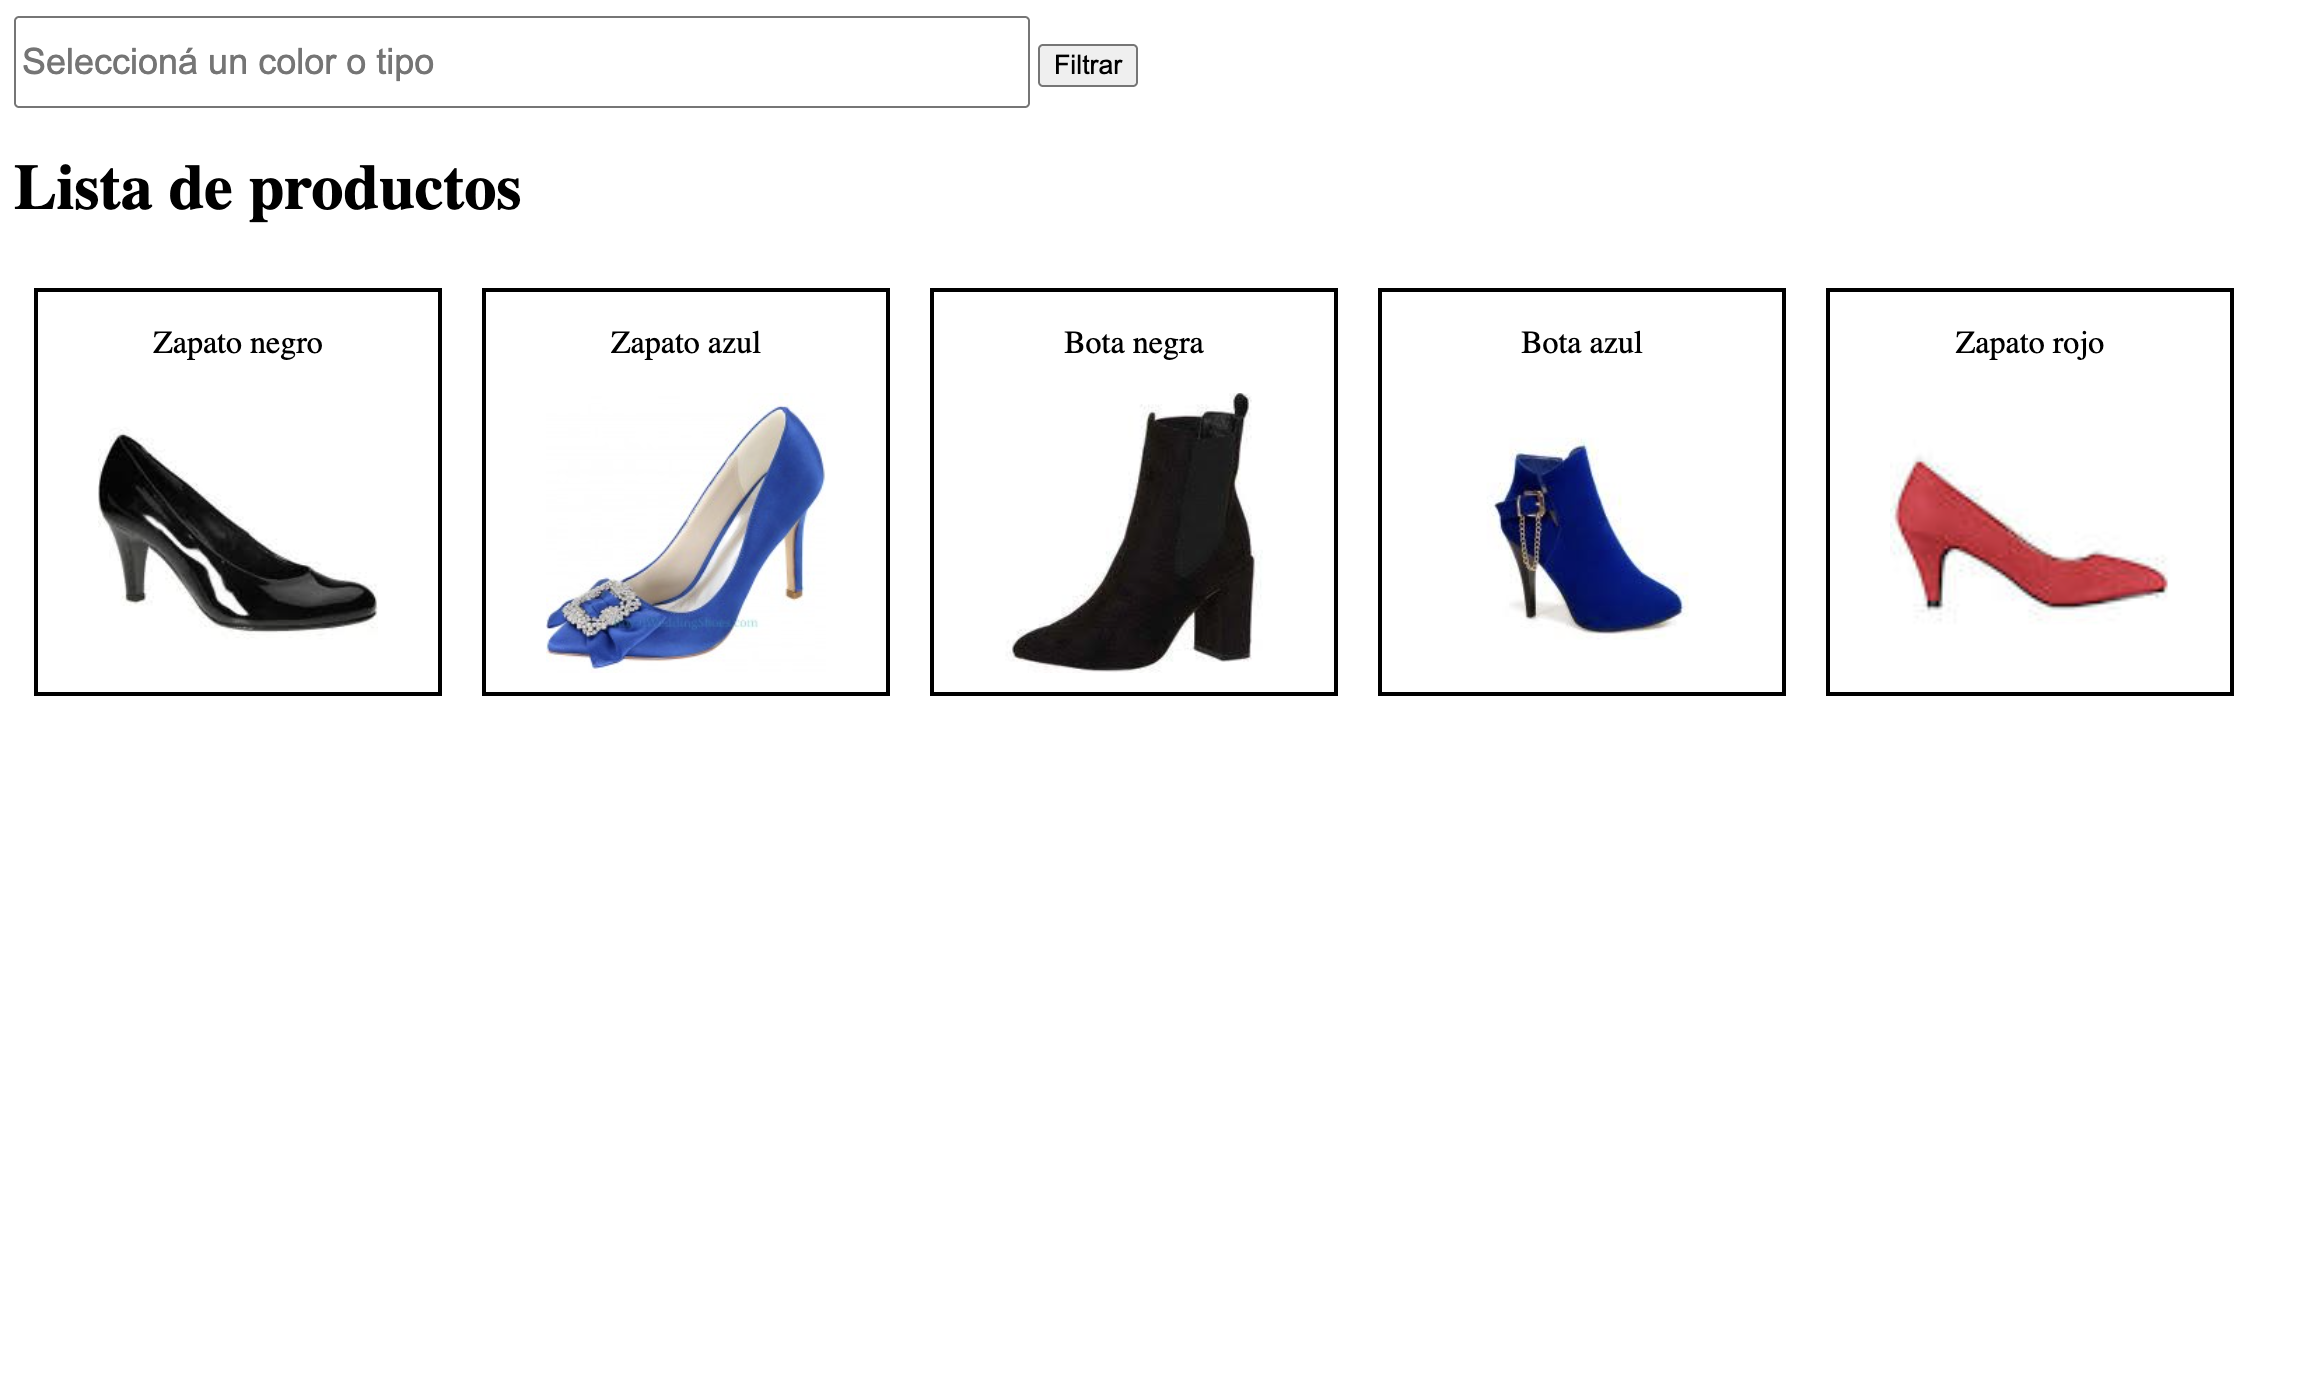 Seleccioná un color o tipo
Filtrar
Lista de productos
Zapato negro
Zapato azul
Bota negra
Bota azul
Zapato rojo